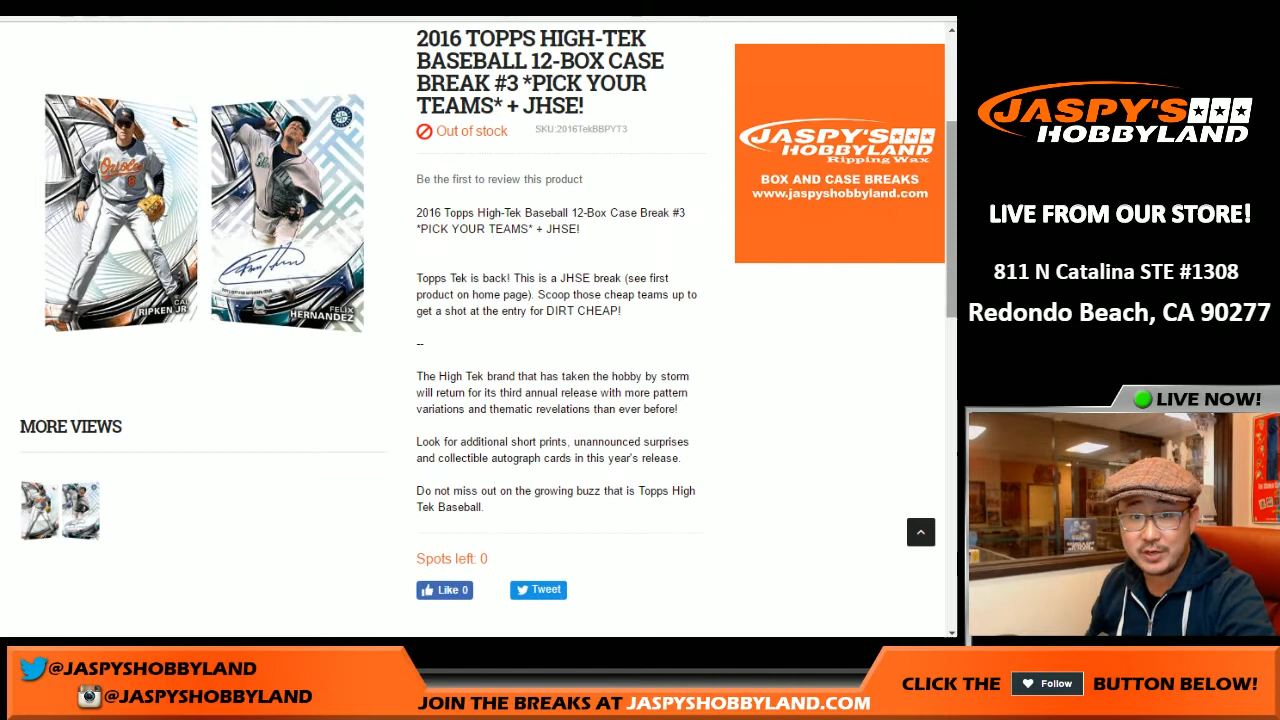 2016 TOPPS HIGH-TEK
BASEBALL 12-BOX CASE
BREAK #3 *PICK YOUR
TEAMS* + JHSE!
Out of stock
SKU:2016TekBBPYT3
Be the first to review this product
2016 Topps High-Tek Baseball 12-Box Case Break #3
*PICK YOUR TEAMS* + JHSE!
Topps Tek is back! This is a JHSE break (see first
product on home page). Scoop those cheap teams up to
get a shot at the entry for DIRT CHEAP!
--
The High Tek brand that has taken the hobby by storm
will return for its third annual release with more pattern
variations and thematic revelations than ever before!
Look for additional short prints, unannounced surprises
and collectible autograph cards in this year's release.
Do not miss out on the growing buzz that is Topps High
Tek Baseball.
Spots left: 0
Like 0
Tweet
Orioles
8
CAL
RIPKEN JR.
FELIX
HERNANDEZ
MORE VIEWS
JASPY'S
HOBBYLAND
Ripping Wax
BOX AND CASE BREAKS
www.jaspyshobbyland.com
JASPY'S
HOBBYLAND
LIVE FROM OUR STORE!
811 N Catalina STE #1308
Redondo Beach, CA 90277
LIVE NOW!
@JASPYSHOBBYLAND
@JASPYSHOBBYLAND
JOIN THE BREAKS AT JASPYSHOBBYLAND.COM
CLICK THE Follow BUTTON BELOW!